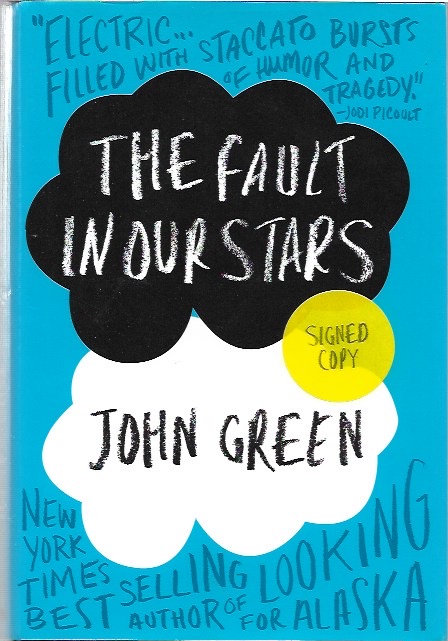 "ELECTRIC...
FILLED WITH STACCATO BURSTS
OF HUMOR AND
TRAGEDY."
–JODI PICOULT
THE FAULT
IN OUR STARS
SIGNED
COPY
JOHN GREEN
NEW
YORK
TIMES
BEST SELLING
AUTHOR OF
LOOKING
FOR ALASKA